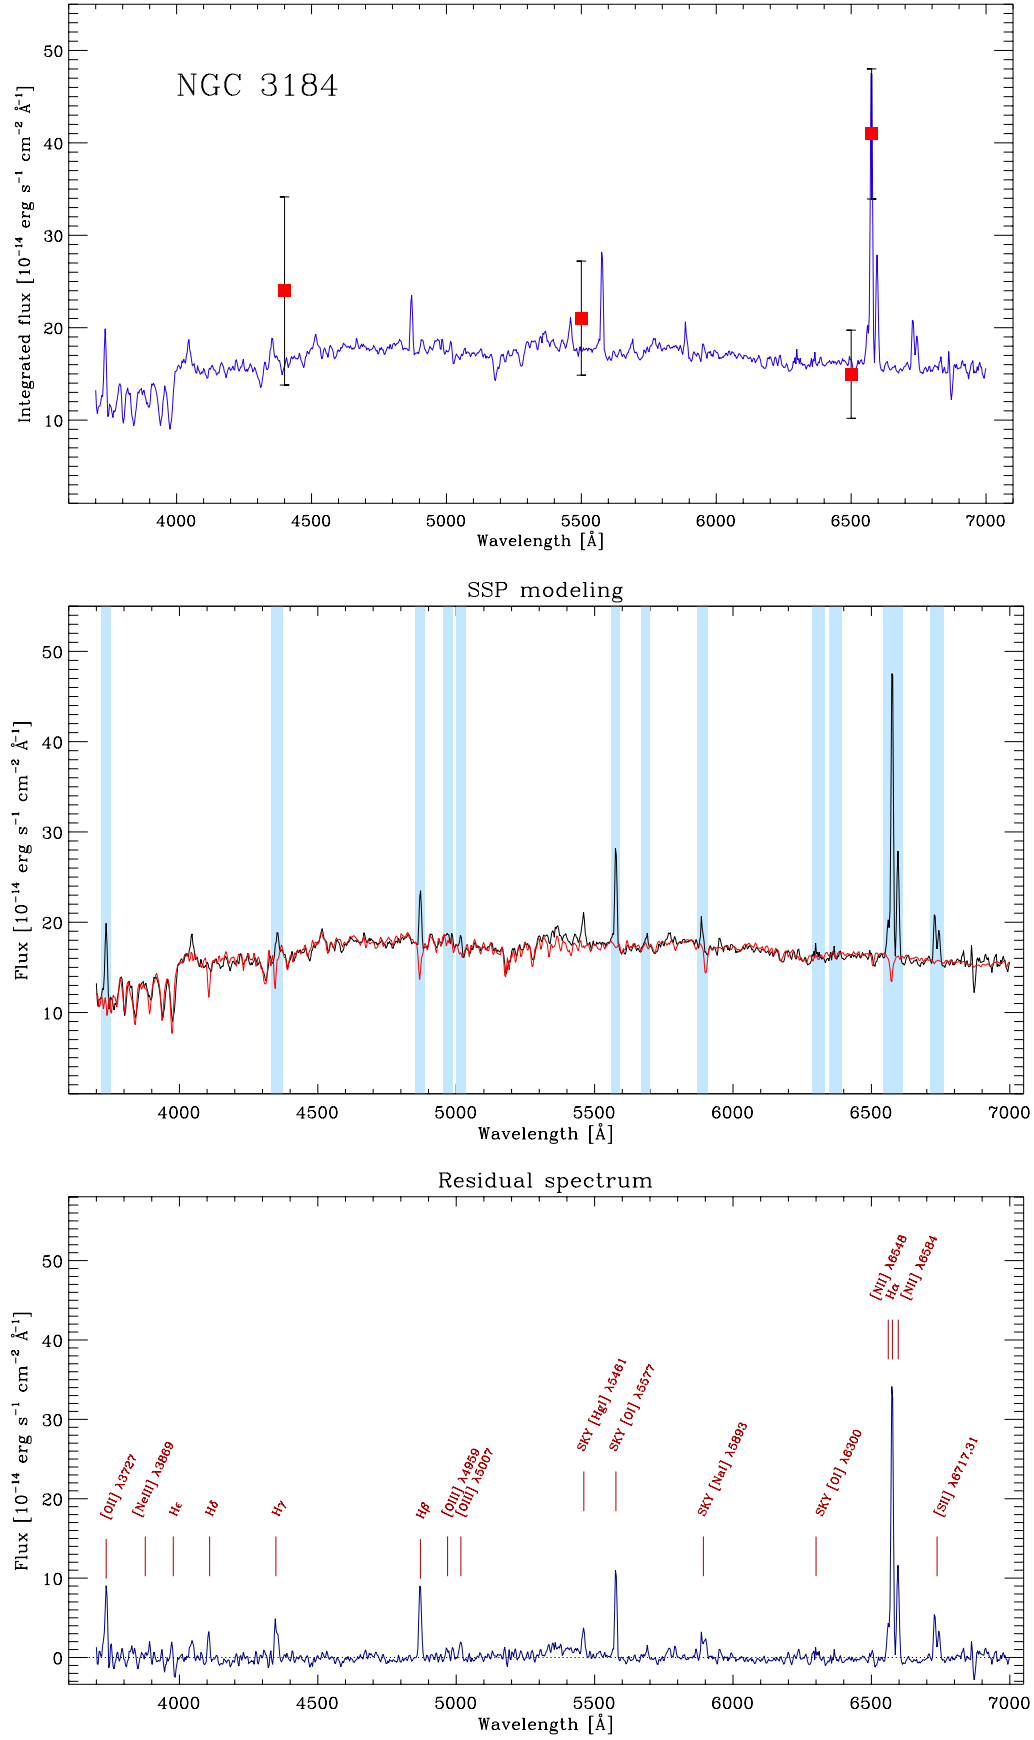 NGC 3184
Integrated flux [10⁻¹⁴ erg s⁻¹ cm⁻² Å⁻¹]
50
40
30
20
10
4000 4500 5000 5500 6000 6500 7000
Wavelength [Å]
SSP modeling
Flux [10⁻¹⁴ erg s⁻¹ cm⁻² Å⁻¹]
50
40
30
20
10
4000 4500 5000 5500 6000 6500 7000
Wavelength [Å]
Residual spectrum
Flux [10⁻¹⁴ erg s⁻¹ cm⁻² Å⁻¹]
50
40
30
20
10
0
[OII] λ3727
[NeIII] λ3869
Hε
Hδ
Hγ
Hβ
[OIII] λ4959
[OIII] λ5007
SKY [HgI] λ5461
SKY [OI] λ5577
SKY [NaI] λ5893
SKY [OI] λ6300
[NII] λ6548
Hα
[NII] λ6584
[SII] λ6717,31
4000 4500 5000 5500 6000 6500 7000
Wavelength [Å]